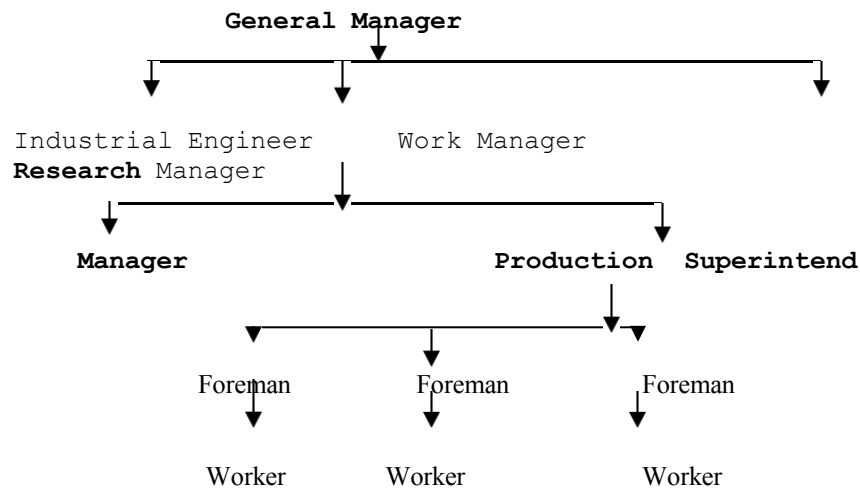 General Manager
Industrial Engineer Work Manager
Research Manager
Manager Production Superintend
Foreman Foreman Foreman
Worker Worker Worker